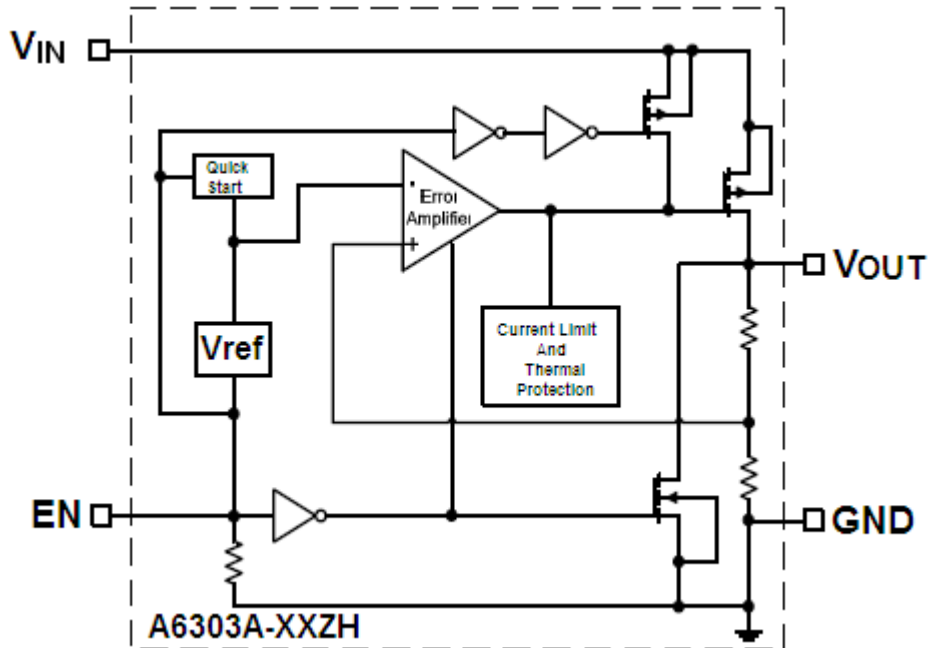 VIN
Quick
Start
-
Error
Amplifier
+
VOUT
Vref
Current Limit
And
Thermal
Protection
EN
GND
A6303A-XXZH